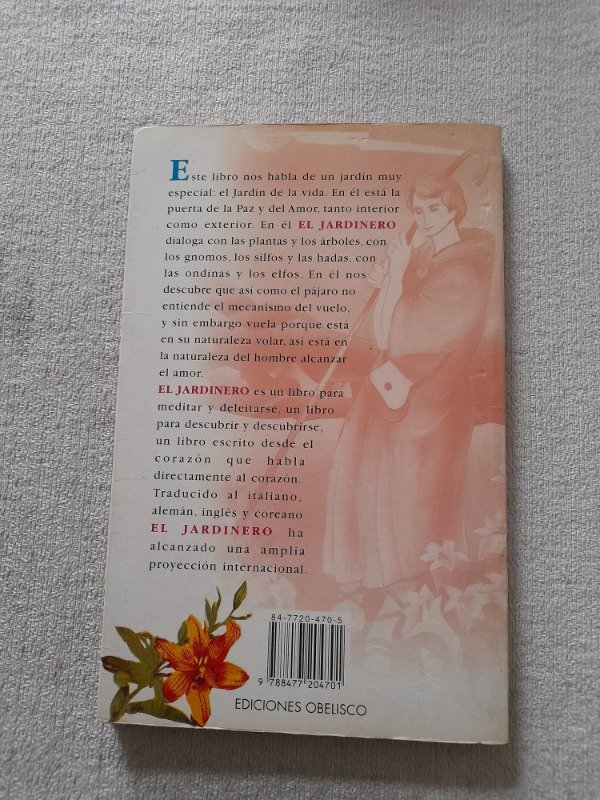 Este libro nos habla de un jardín muy
especial: el Jardín de la vida. En él está la
puerta de la Paz y del Amor, tanto interior
como exterior. En él EL JARDINERO
dialoga con las plantas y los árboles, con
los gnomos, los silfos y las hadas, con
las ondinas y los elfos. En él nos
descubre que así como el pájaro no
entiende el mecanismo del vuelo,
y sin embargo vuela porque está
en su naturaleza volar, así está en
la naturaleza del hombre alcanzar
el amor.
EL JARDINERO es un libro para
meditar y deleitarse, un libro
para descubrir y descubrirse,
un libro escrito desde el
corazón que habla
directamente al corazón.
Traducido al italiano,
alemán, inglés y coreano
EL JARDINERO ha
alcanzado una amplia
proyección internacional.
84-7720-470-5
9 788477 204701
EDICIONES OBELISCO